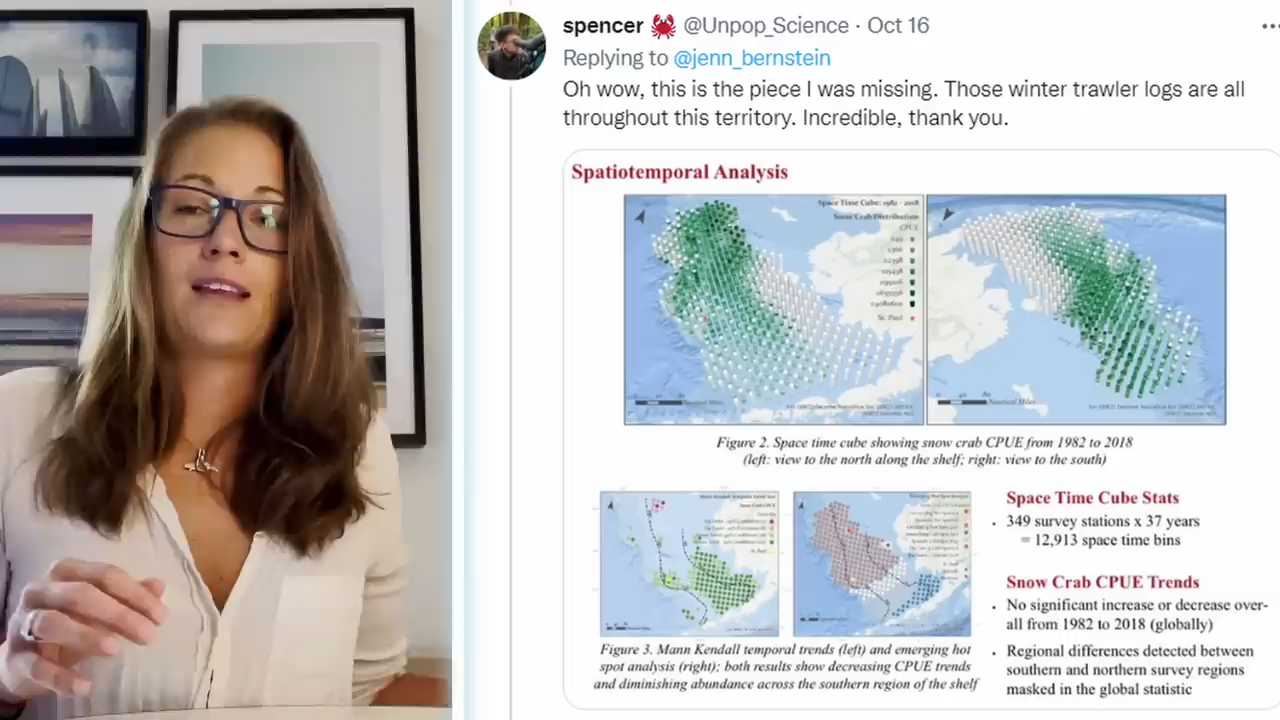 spencer 🦀 @Unpop_Science · Oct 16
Replying to @jenn_bernstein
Oh wow, this is the piece I was missing. Those winter trawler logs are all
throughout this territory. Incredible, thank you.
Spatiotemporal Analysis
Space Time Cube: 1982 - 2018
Snow Crab Distribution
CPUE
St. Paul
Nautical Miles
Nautical Miles
Figure 2. Space time cube showing snow crab CPUE from 1982 to 2018
(left: view to the north along the shelf; right: view to the south)
Snow Crab CPUE
Figure 3. Mann Kendall temporal trends (left) and emerging hot
spot analysis (right); both results show decreasing CPUE trends
and diminishing abundance across the southern region of the shelf
Space Time Cube Stats
• 349 survey stations x 37 years
= 12,913 space time bins
Snow Crab CPUE Trends
• No significant increase or decrease over-
all from 1982 to 2018 (globally)
• Regional differences detected between
southern and northern survey regions
masked in the global statistic